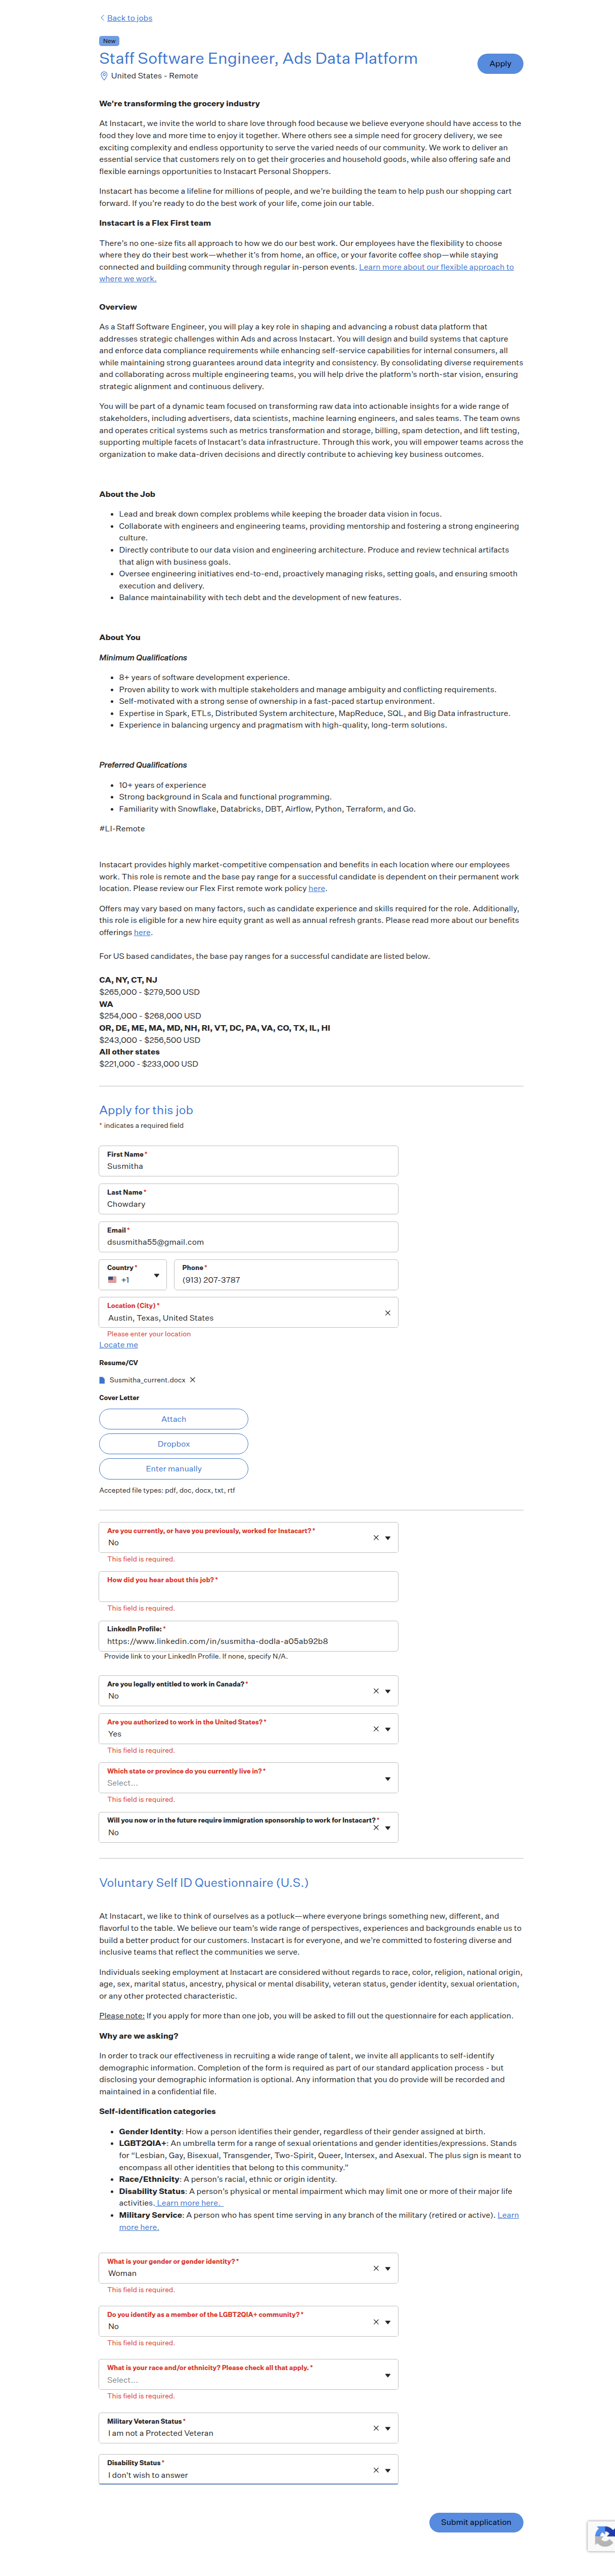 Back to jobs
New
Staff Software Engineer, Ads Data Platform
Apply
United States - Remote
We're transforming the grocery industry
At Instacart, we invite the world to share love through food because we believe everyone should have access to the
food they love and more time to enjoy it together. Where others see a simple need for grocery delivery, we see
exciting complexity and endless opportunity to serve the varied needs of our community. We work to deliver an
essential service that customers rely on to get their groceries and household goods, while also offering safe and
flexible earnings opportunities to Instacart Personal Shoppers.
Instacart has become a lifeline for millions of people, and we're building the team to help push our shopping cart
forward. If you're ready to do the best work of your life, come join our table.
Instacart is a Flex First team
There's no one-size fits all approach to how we do our best work. Our employees have the flexibility to choose
where they do their best work—whether it's from home, an office, or your favorite coffee shop—while staying
connected and building community through regular in-person events. Learn more about our flexible approach to
where we work.
Overview
As a Staff Software Engineer, you will play a key role in shaping and advancing a robust data platform that
addresses strategic challenges within Ads and across Instacart. You will design and build systems that capture
and enforce data compliance requirements while enhancing self-service capabilities for internal consumers, all
while maintaining strong guarantees around data integrity and consistency. By consolidating diverse requirements
and collaborating across multiple engineering teams, you will help drive the platform's north-star vision, ensuring
strategic alignment and continuous delivery.
You will be part of a dynamic team focused on transforming raw data into actionable insights for a wide range of
stakeholders, including advertisers, data scientists, machine learning engineers, and sales teams. The team owns
and operates critical systems such as metrics transformation and storage, billing, spam detection, and lift testing,
supporting multiple facets of Instacart's data infrastructure. Through this work, you will empower teams across the
organization to make data-driven decisions and directly contribute to achieving key business outcomes.
About the Job
• Lead and break down complex problems while keeping the broader data vision in focus.
• Collaborate with engineers and engineering teams, providing mentorship and fostering a strong engineering
culture.
• Directly contribute to our data vision and engineering architecture. Produce and review technical artifacts
that align with business goals.
• Oversee engineering initiatives end-to-end, proactively managing risks, setting goals, and ensuring smooth
execution and delivery.
• Balance maintainability with tech debt and the development of new features.
About You
Minimum Qualifications
• 8+ years of software development experience.
• Proven ability to work with multiple stakeholders and manage ambiguity and conflicting requirements.
• Self-motivated with a strong sense of ownership in a fast-paced startup environment.
• Expertise in Spark, ETLs, Distributed System architecture, MapReduce, SQL, and Big Data infrastructure.
• Experience in balancing urgency and pragmatism with high-quality, long-term solutions.
Preferred Qualifications
• 10+ years of experience
• Strong background in Scala and functional programming.
• Familiarity with Snowflake, Databricks, DBT, Airflow, Python, Terraform, and Go.
#LI-Remote
Instacart provides highly market-competitive compensation and benefits in each location where our employees
work. This role is remote and the base pay range for a successful candidate is dependent on their permanent work
location. Please review our Flex First remote work policy here.
Offers may vary based on many factors, such as candidate experience and skills required for the role. Additionally,
this role is eligible for a new hire equity grant as well as annual refresh grants. Please read more about our benefits
offerings here.
For US based candidates, the base pay ranges for a successful candidate are listed below.
CA, NY, CT, NJ
$265,000 - $279,500 USD
WA
$254,000 - $268,000 USD
OR, DE, ME, MA, MD, NH, RI, VT, DC, PA, VA, CO, TX, IL, HI
$243,000 - $256,500 USD
All other states
$221,000 - $233,000 USD
Apply for this job
* indicates a required field
First Name*
Susmitha
Last Name*
Chowdary
Email*
dsusmitha55@gmail.com
Country* Phone*
+1 (913) 207-3787
Location (City)*
Austin, Texas, United States
Please enter your location
Locate me
Resume/CV
Susmitha_current.docx
Cover Letter
Attach
Dropbox
Enter manually
Accepted file types: pdf, doc, docx, txt, rtf
Are you currently, or have you previously, worked for Instacart?*
No
This field is required.
How did you hear about this job?*
This field is required.
LinkedIn Profile:*
https://www.linkedin.com/in/susmitha-dodla-a05ab92b8
Provide link to your LinkedIn Profile. If none, specify N/A.
Are you legally entitled to work in Canada?*
No
Are you authorized to work in the United States?*
Yes
This field is required.
Which state or province do you currently live in?*
Select...
This field is required.
Will you now or in the future require immigration sponsorship to work for Instacart?*
No
Voluntary Self ID Questionnaire (U.S.)
At Instacart, we like to think of ourselves as a potluck—where everyone brings something new, different, and
flavorful to the table. We believe our team's wide range of perspectives, experiences and backgrounds enable us to
build a better product for our customers. Instacart is for everyone, and we're committed to fostering diverse and
inclusive teams that reflect the communities we serve.
Individuals seeking employment at Instacart are considered without regards to race, color, religion, national origin,
age, sex, marital status, ancestry, physical or mental disability, veteran status, gender identity, sexual orientation,
or any other protected characteristic.
Please note: If you apply for more than one job, you will be asked to fill out the questionnaire for each application.
Why are we asking?
In order to track our effectiveness in recruiting a wide range of talent, we invite all applicants to self-identify
demographic information. Completion of the form is required as part of our standard application process - but
disclosing your demographic information is optional. Any information that you do provide will be recorded and
maintained in a confidential file.
Self-identification categories
• Gender Identity: How a person identifies their gender, regardless of their gender assigned at birth.
• LGBT2QIA+: An umbrella term for a range of sexual orientations and gender identities/expressions. Stands
for "Lesbian, Gay, Bisexual, Transgender, Two-Spirit, Queer, Intersex, and Asexual. The plus sign is meant to
encompass all other identities that belong to this community."
• Race/Ethnicity: A person's racial, ethnic or origin identity.
• Disability Status: A person's physical or mental impairment which may limit one or more of their major life
activities. Learn more here.
• Military Service: A person who has spent time serving in any branch of the military (retired or active). Learn
more here.
What is your gender or gender identity?*
Woman
This field is required.
Do you identify as a member of the LGBT2QIA+ community?*
No
This field is required.
What is your race and/or ethnicity? Please check all that apply.*
Select...
This field is required.
Military Veteran Status*
I am not a Protected Veteran
Disability Status*
I don't wish to answer
Submit application